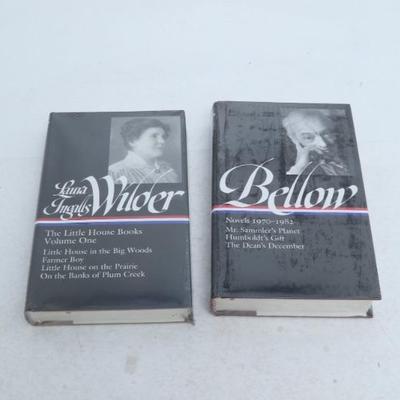 Laura
Ingalls Wilder
The Little House Books
Volume One
Little House in the Big Woods
Farmer Boy
Little House on the Prairie
On the Banks of Plum Creek
Bellow
Novels 1970–1982
Mr. Sammler's Planet
Humboldt's Gift
The Dean's December